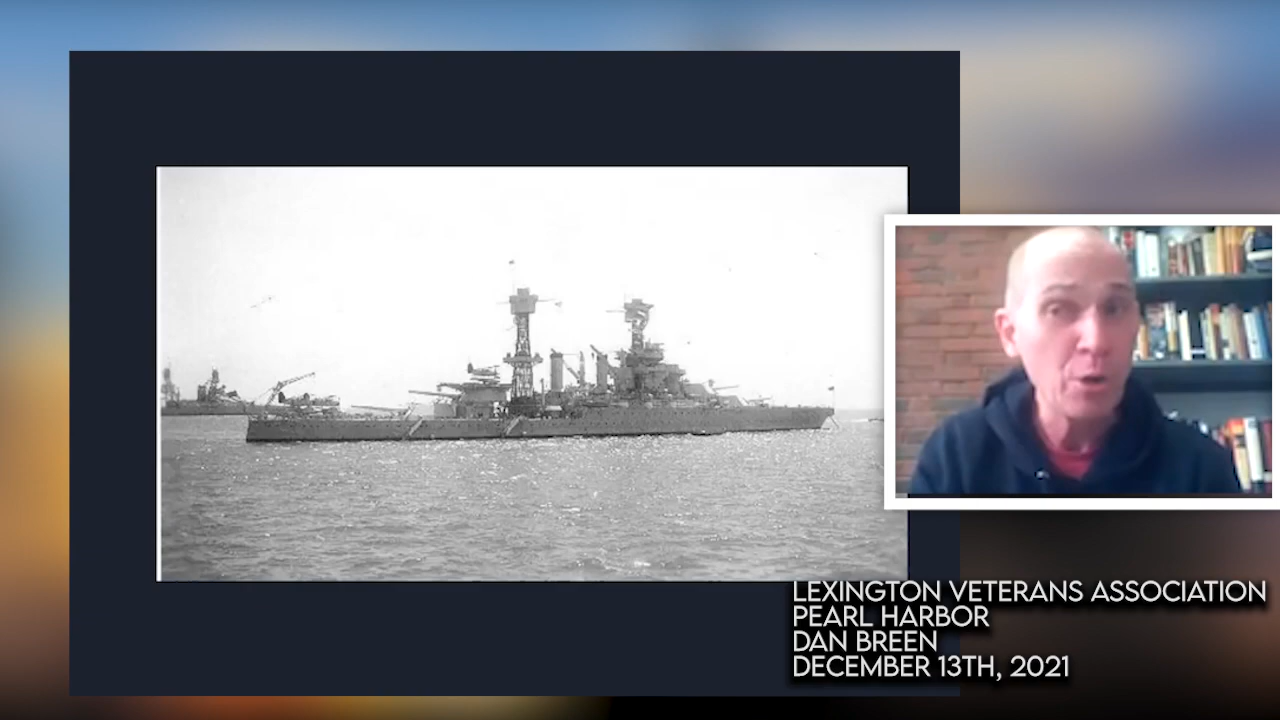 LEXINGTON VETERANS ASSOCIATION
PEARL HARBOR
DAN BREEN
DECEMBER 13TH, 2021